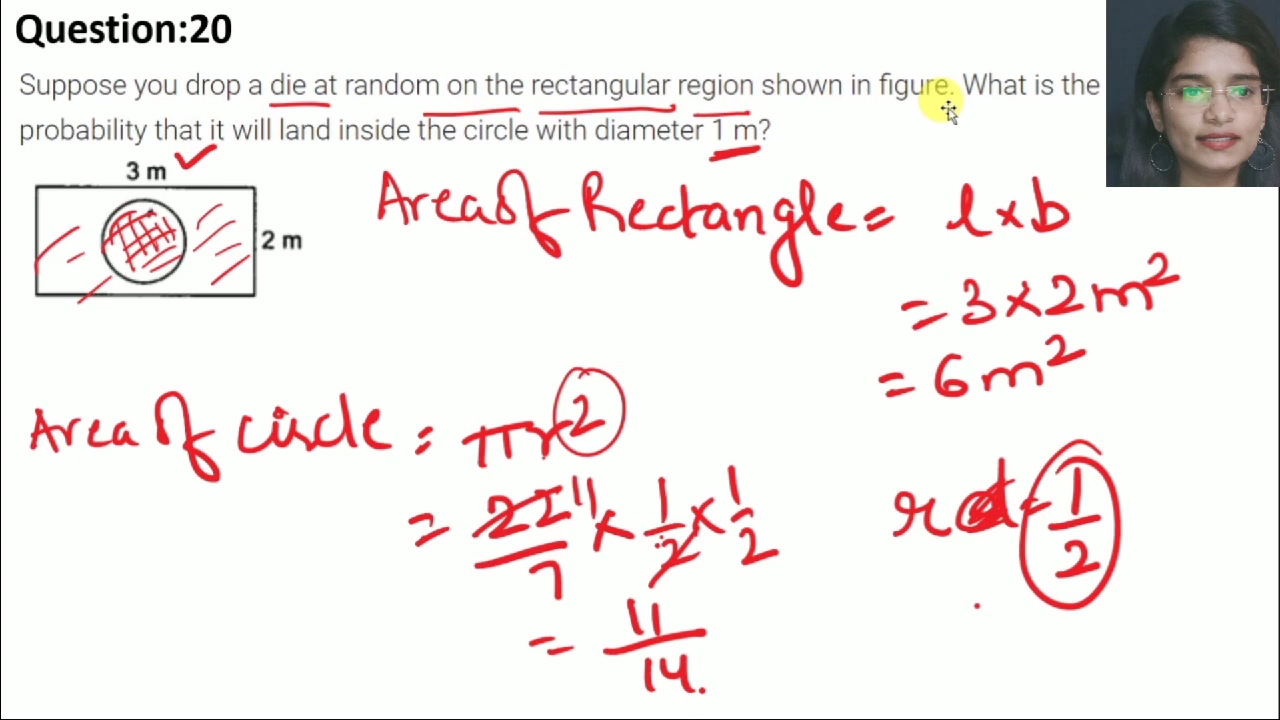 Question:20
Suppose you drop a die at random on the rectangular region shown in figure. What is the
probability that it will land inside the circle with diameter 1 m?
3 m
2 m
Area of Rectangle = l × b
= 3 × 2 m²
= 6 m²
Area of circle = πr²
= 22/7 11 × 1/2 × 1/2
= 11/14.
r = 1/2